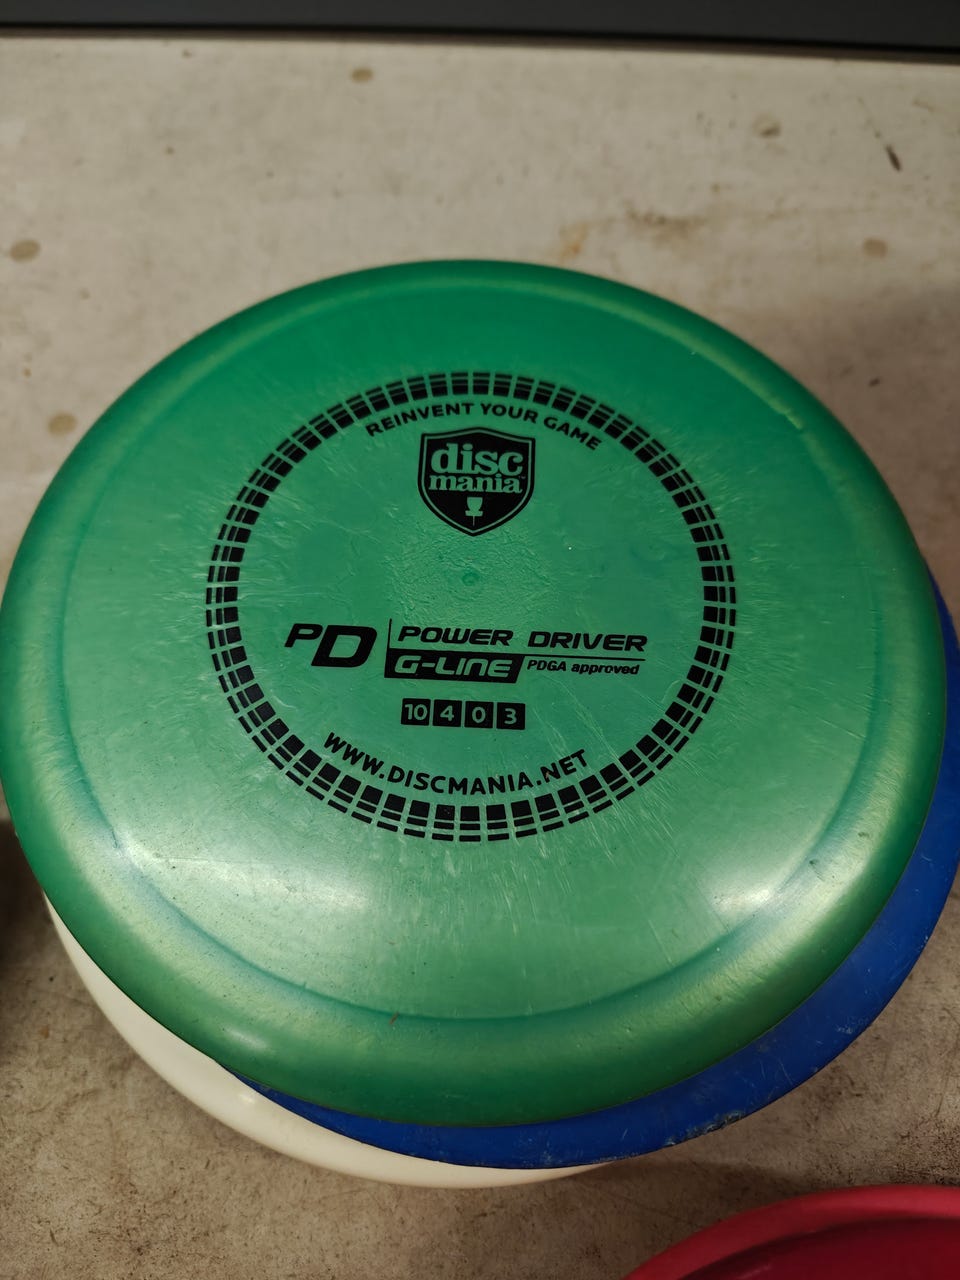 REINVENT YOUR GAME
disc
mania
PD POWER DRIVER
G-LINE PDGA approved
10 4 0 3
WWW.DISCMANIA.NET